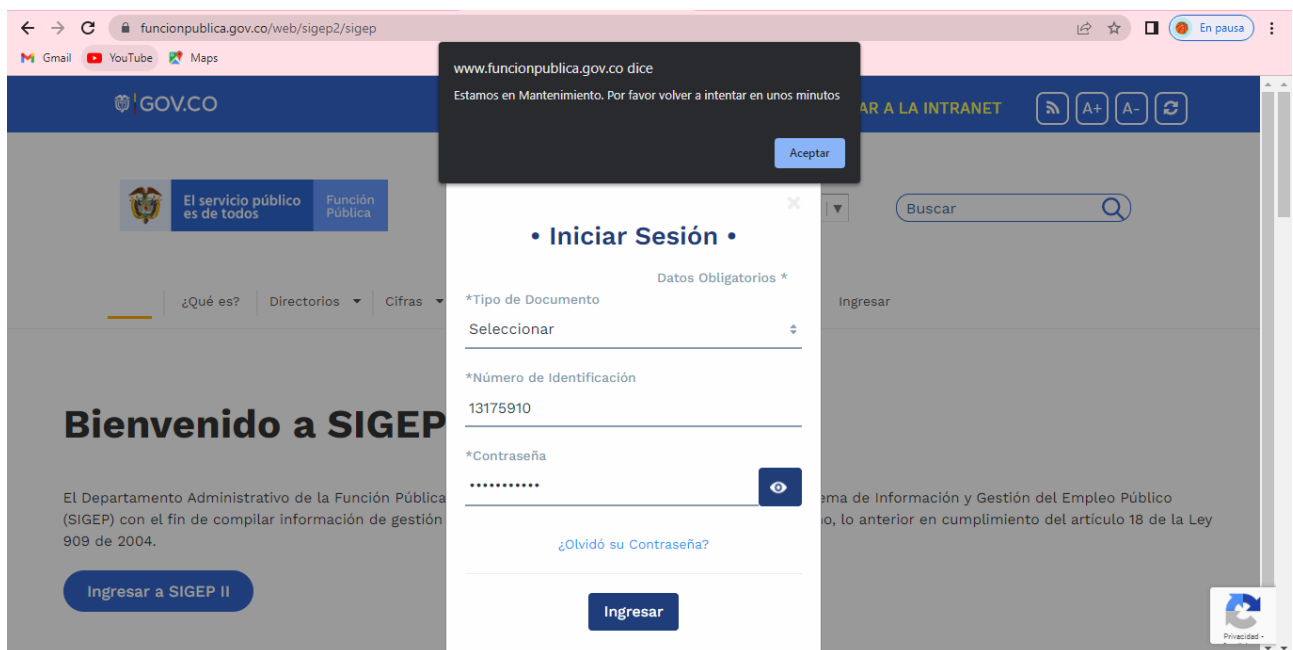 funcionpublica.gov.co/web/sigep2/sigep
En pausa
Gmail
YouTube
Maps
www.funcionpublica.gov.co dice
Estamos en Mantenimiento. Por favor volver a intentar en unos minutos
Aceptar
GOV.CO
AR A LA INTRANET
A+
A-
El servicio público
es de todos
Función
Pública
Buscar
¿Qué es?
Directorios
Cifras
Ingresar
• Iniciar Sesión •
Datos Obligatorios *
*Tipo de Documento
Seleccionar
*Número de Identificación
13175910
*Contraseña
•••••••••••
¿Olvidó su Contraseña?
Ingresar
Bienvenido a SIGEP
El Departamento Administrativo de la Función Pública ema de Información y Gestión del Empleo Público
(SIGEP) con el fin de compilar información de gestión o, lo anterior en cumplimiento del artículo 18 de la Ley
909 de 2004.
Ingresar a SIGEP II
Privacidad -